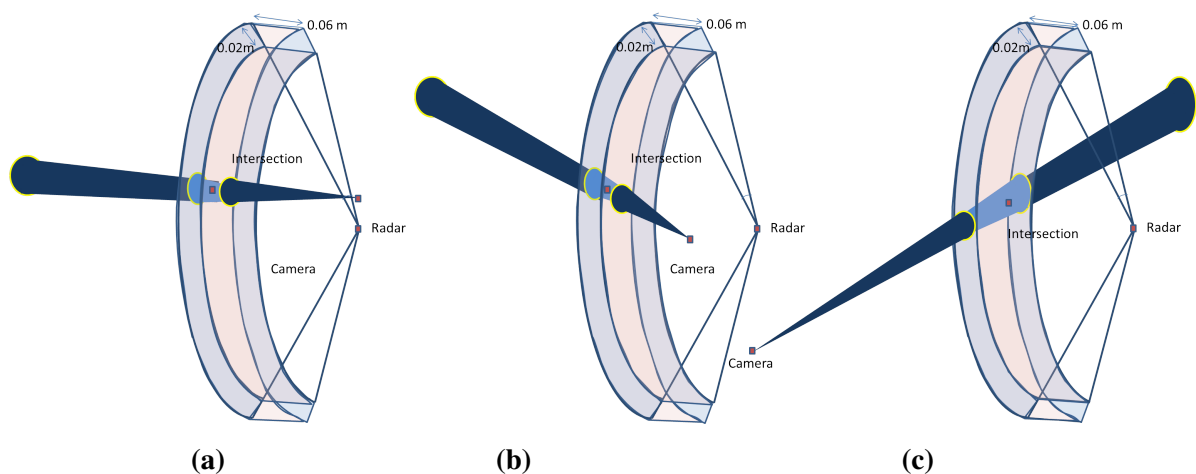 0.06 m
0.02m
Intersection
Radar
Camera
(a)
0.06 m
0.02m
Intersection
Radar
Camera
(b)
0.06 m
0.02m
Intersection
Radar
Camera
(c)